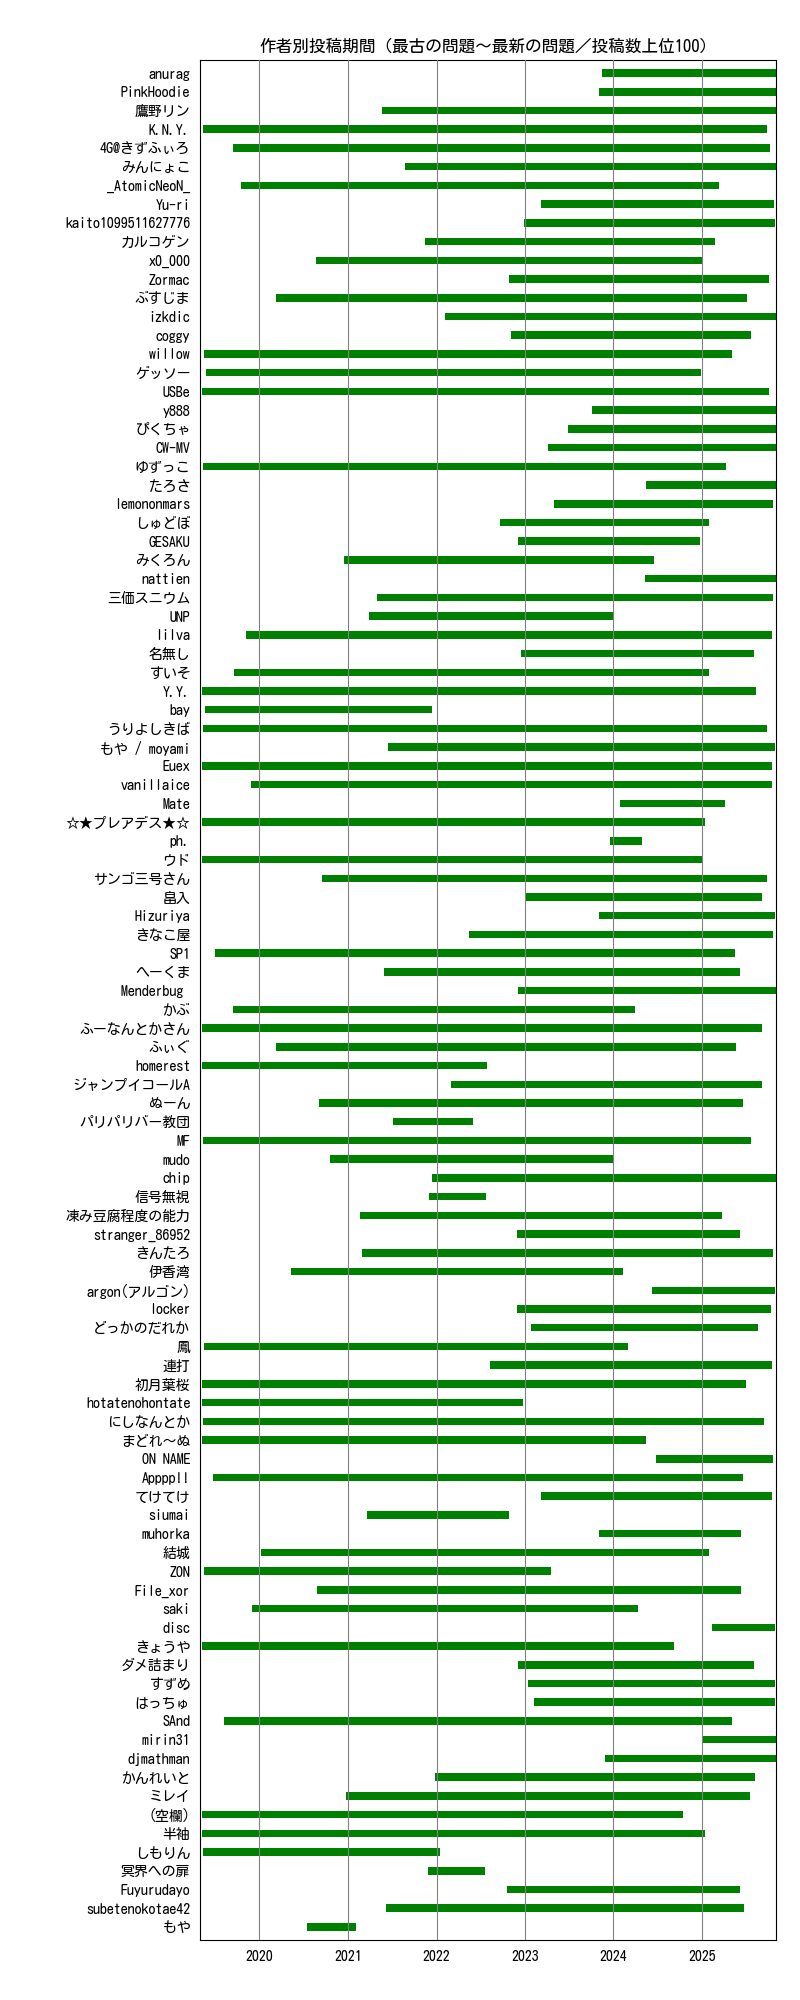 作者別投稿期間（最古の問題～最新の問題／投稿数上位100）
anurag
PinkHoodie
鷹野リン
K.N.Y.
4G@きずふぃろ
みんにょこ
_AtomicNeoN_
Yu-ri
kaito1099511627776
カルコゲン
x0_000
Zormac
ぶすじま
izkdic
coggy
willow
ゲッソー
USBe
y888
ぴくちゃ
CW-MV
ゆずっこ
たろさ
lemononmars
しゅどぼ
GESAKU
みくろん
nattien
三価スニウム
UNP
lilva
名無し
すいそ
Y.Y.
bay
うりよしきば
もや / moyami
Euex
vanillaice
Mate
☆★プレアデス★☆
ph.
ウド
サンゴ三号さん
畠入
Hizuriya
きなこ屋
SP1
へーくま
Menderbug
かぶ
ふーなんとかさん
ふぃぐ
homerest
ジャンプイコールA
ぬーん
パリパリバー教団
MF
mudo
chip
信号無視
凍み豆腐程度の能力
stranger_86952
きんたろ
伊香湾
argon(アルゴン)
locker
どっかのだれか
鳳
連打
初月葉桜
hotatenohontate
にしなんとか
まどれ～ぬ
ON NAME
Appppll
てけてけ
siumai
muhorka
結城
ZON
File_xor
saki
disc
きょうや
ダメ詰まり
すずめ
はっちゅ
SAnd
mirin31
djmathman
かんれいと
ミレイ
(空欄)
半袖
しもりん
冥界への扉
Fuyurudayo
subetenokotae42
もや
2020 2021 2022 2023 2024 2025